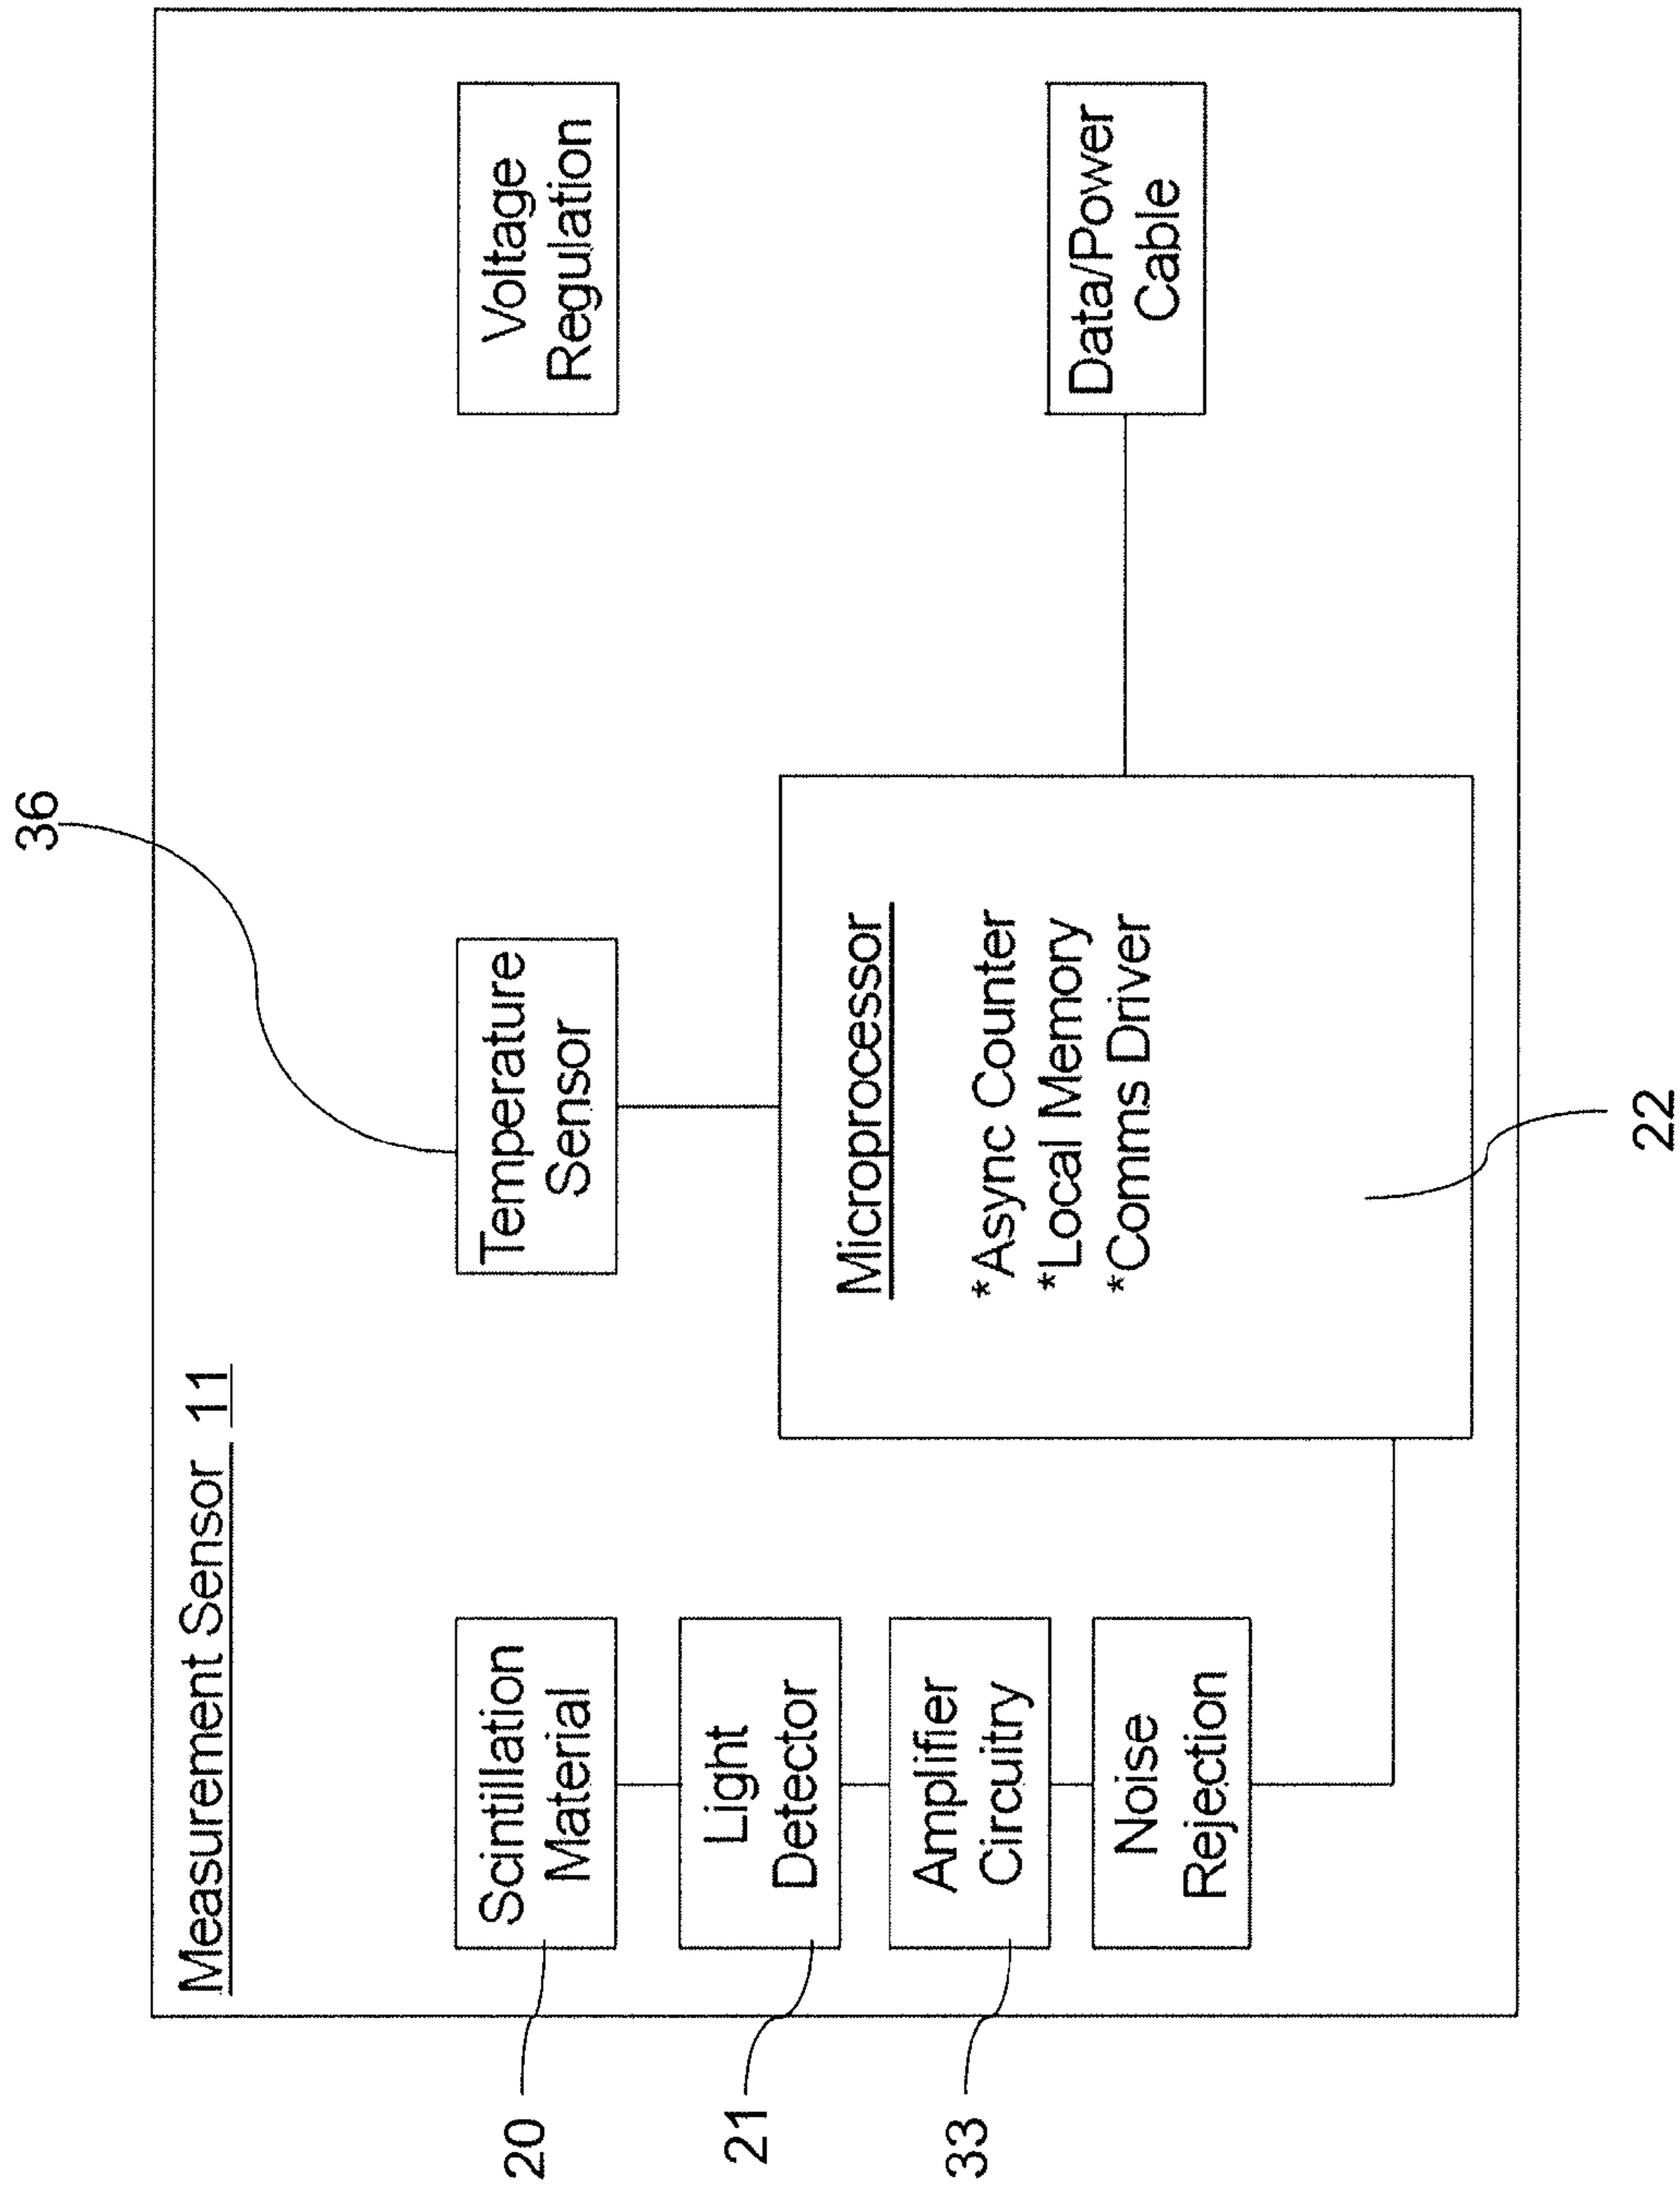 Measurement Sensor 11
36
20
Scintillation
Material
Temperature
Sensor
Voltage
Regulation
21
Light
Detector
33
Amplifier
Circuitry
Noise
Rejection
Microprocessor
*Async Counter
*Local Memory
*Comms Driver
Data/Power
Cable
22